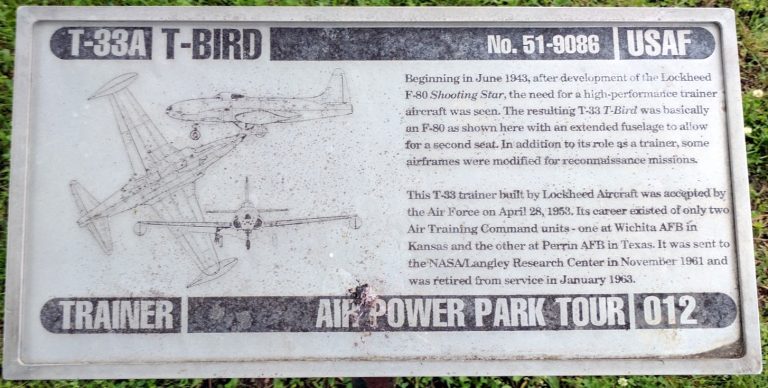 T-33A T-BIRD No. 51-9086 USAF
Beginning in June 1943, after development of the Lockheed
F-80 Shooting Star, the need for a high-performance trainer
aircraft was seen. The resulting T-33 T-Bird was basically
an F-80 as shown here with an extended fuselage to allow
for a second seat. In addition to its role as a trainer, some
airframes were modified for reconnaissance missions.
This T-33 trainer built by Lockheed Aircraft was accepted by
the Air Force on April 28, 1953. Its career existed of only two
Air Training Command units - one at Wichita AFB in
Kansas and the other at Perrin AFB in Texas. It was sent to
the NASA/Langley Research Center in November 1961 and
was retired from service in January 1963.
TRAINER AIR POWER PARK TOUR 012